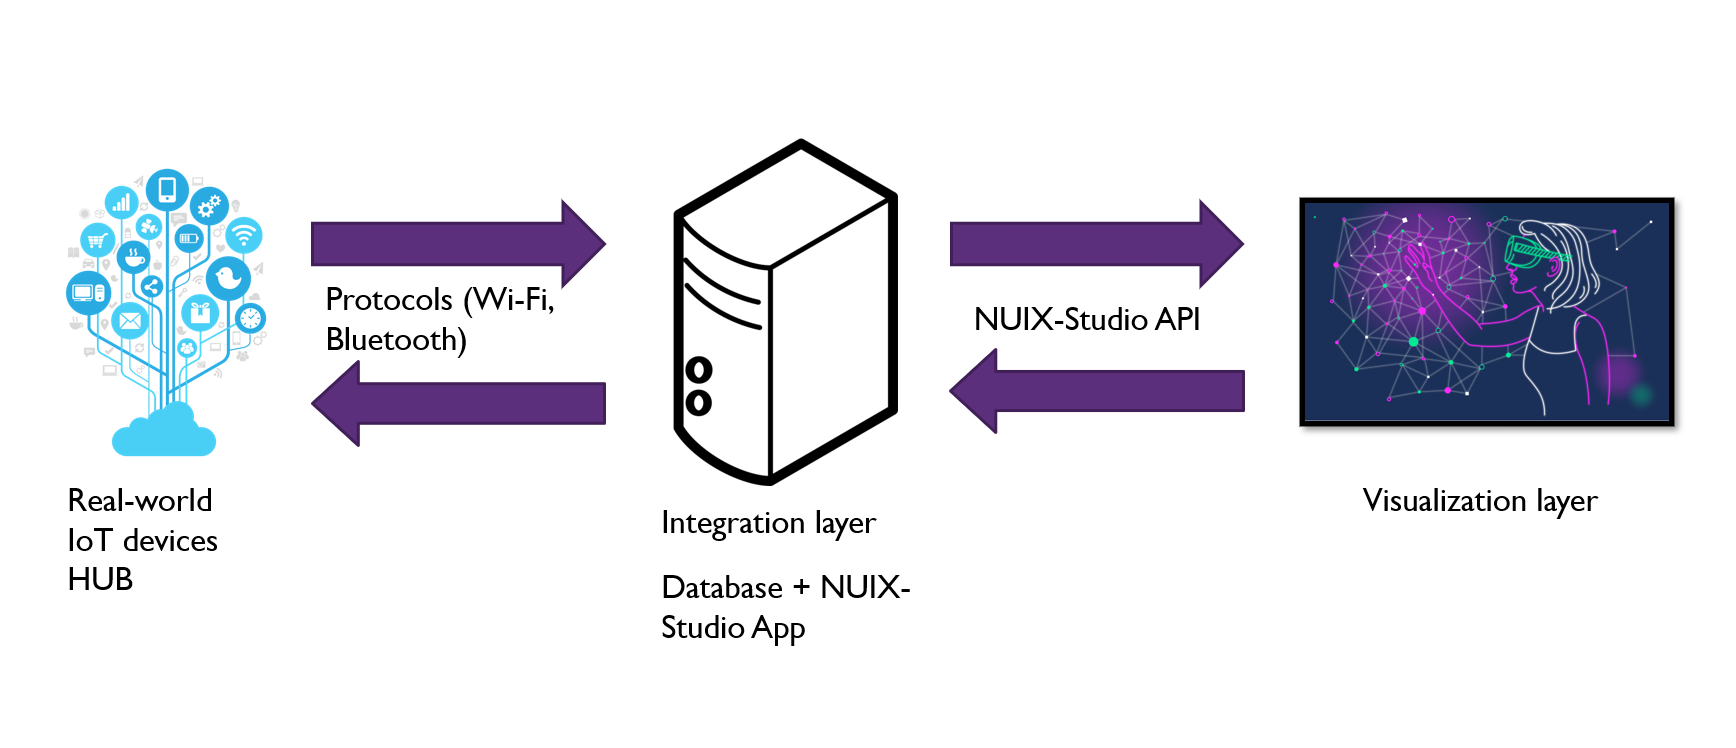 Protocols (Wi-Fi,
Bluetooth)
NUIX-Studio API
Real-world
IoT devices
HUB
Integration layer
Database + NUIX-
Studio App
Visualization layer